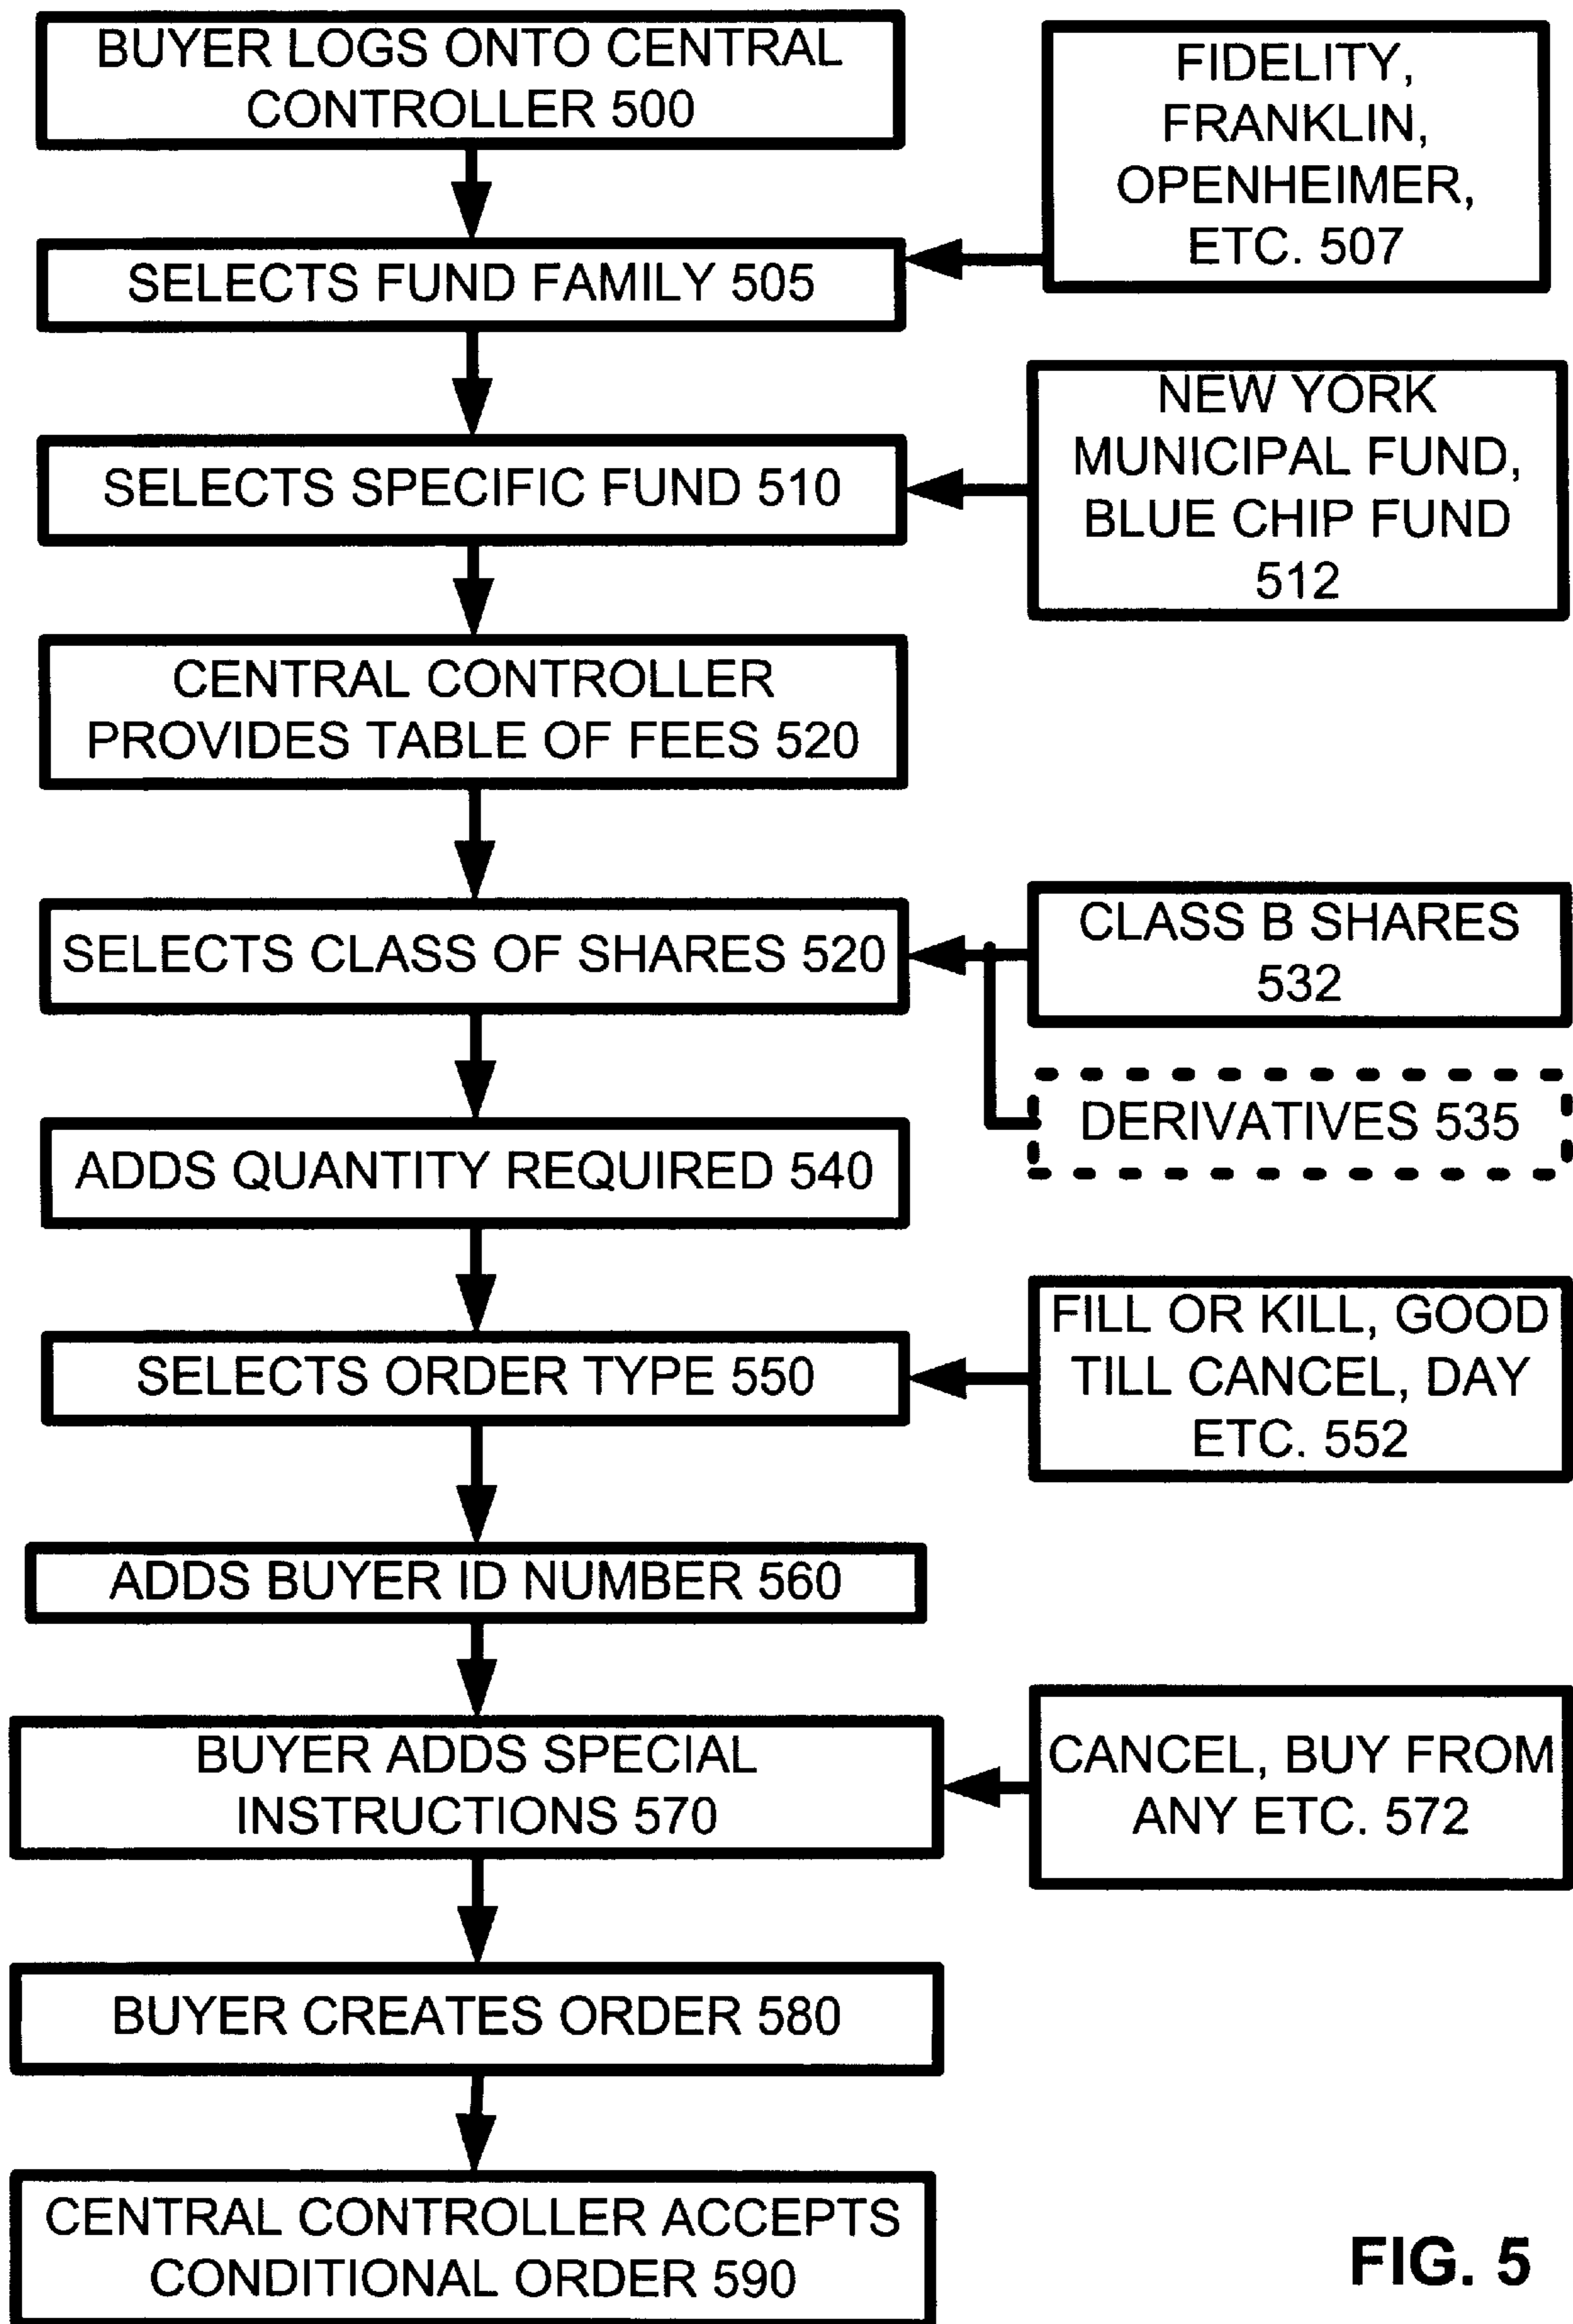 BUYER LOGS ONTO CENTRAL
CONTROLLER 500
FIDELITY,
FRANKLIN,
OPENHEIMER,
ETC. 507
SELECTS FUND FAMILY 505
NEW YORK
MUNICIPAL FUND,
BLUE CHIP FUND
512
SELECTS SPECIFIC FUND 510
CENTRAL CONTROLLER
PROVIDES TABLE OF FEES 520
SELECTS CLASS OF SHARES 520
CLASS B SHARES
532
DERIVATIVES 535
ADDS QUANTITY REQUIRED 540
SELECTS ORDER TYPE 550
FILL OR KILL, GOOD
TILL CANCEL, DAY
ETC. 552
ADDS BUYER ID NUMBER 560
BUYER ADDS SPECIAL
INSTRUCTIONS 570
CANCEL, BUY FROM
ANY ETC. 572
BUYER CREATES ORDER 580
CENTRAL CONTROLLER ACCEPTS
CONDITIONAL ORDER 590
FIG. 5